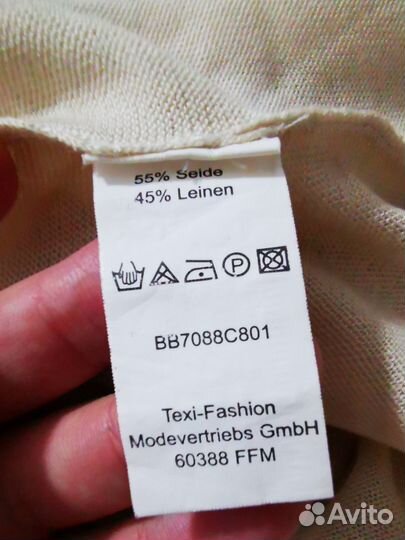 55% Seide
45% Leinen
P
BB7088C801
Texi-Fashion
Modevertriebs GmbH
60388 FFM
Avito